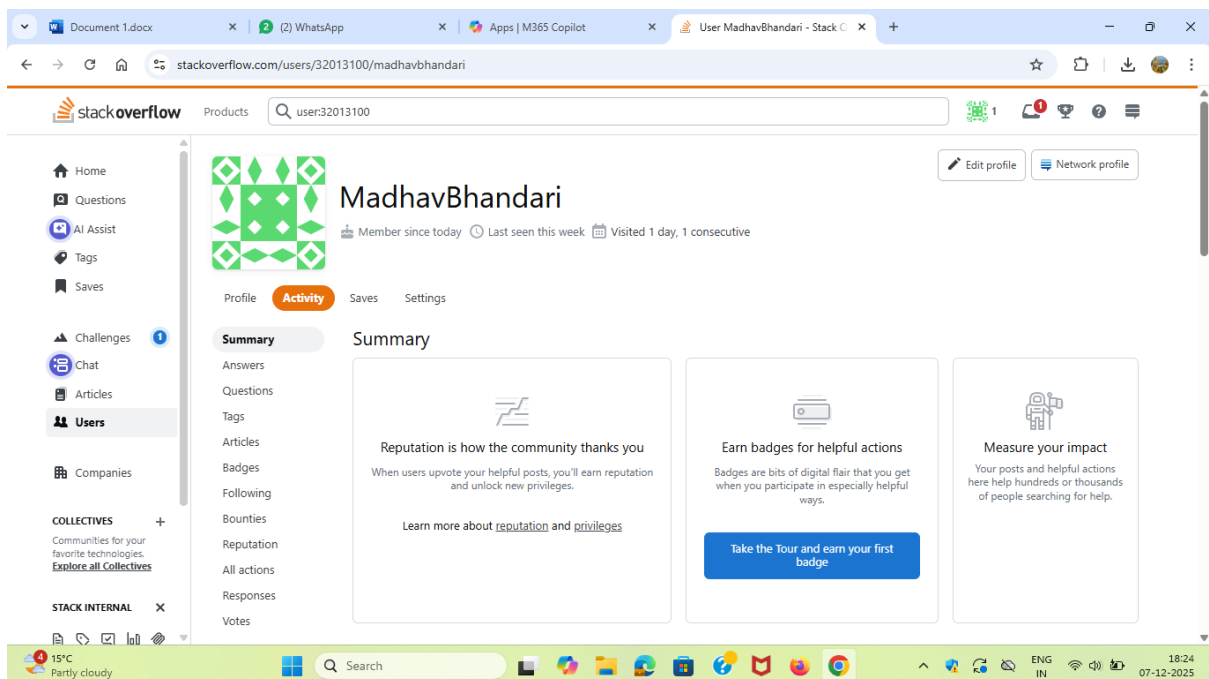 Document 1.docx
2
(2) WhatsApp
Apps | M365 Copilot
User MadhavBhandari - Stack O
stackoverflow.com/users/32013100/madhavbhandari
stackoverflow
Products
user:32013100
1
1
Home
Questions
AI Assist
Tags
Saves
Challenges
1
Chat
Articles
Users
Companies
COLLECTIVES
Communities for your
favorite technologies.
Explore all Collectives
STACK INTERNAL
Edit profile
Network profile
MadhavBhandari
Member since today
Last seen this week
Visited 1 day, 1 consecutive
Profile
Activity
Saves
Settings
Summary
Answers
Questions
Tags
Articles
Badges
Following
Bounties
Reputation
All actions
Responses
Votes
Summary
Reputation is how the community thanks you
When users upvote your helpful posts, you'll earn reputation
and unlock new privileges.
Learn more about reputation and privileges
Earn badges for helpful actions
Badges are bits of digital flair that you get
when you participate in especially helpful
ways.
Take the Tour and earn your first
badge
Measure your impact
Your posts and helpful actions
here help hundreds or thousands
of people searching for help.
4
15°C
Partly cloudy
Search
ENG
IN
18:24
07-12-2025